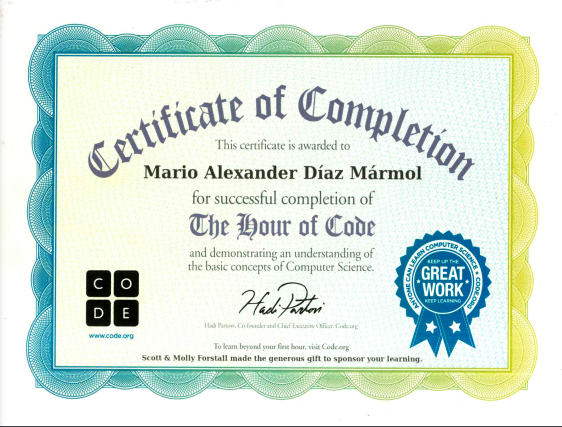 Certificate of Completion
This certificate is awarded to
Mario Alexander Díaz Mármol
for successful completion of
The Hour of Code
and demonstrating an understanding of
the basic concepts of Computer Science.
C O
D E
www.code.org
ANYONE CAN LEARN COMPUTER SCIENCE • CODE.ORG •
KEEP UP THE
GREAT
WORK
KEEP LEARNING
Hadi Partovi
Hadi Partovi, Co-founder and Chief Executive Officer, Code.org
To learn beyond your first hour, visit Code.org
Scott & Molly Forstall made the generous gift to sponsor your learning.